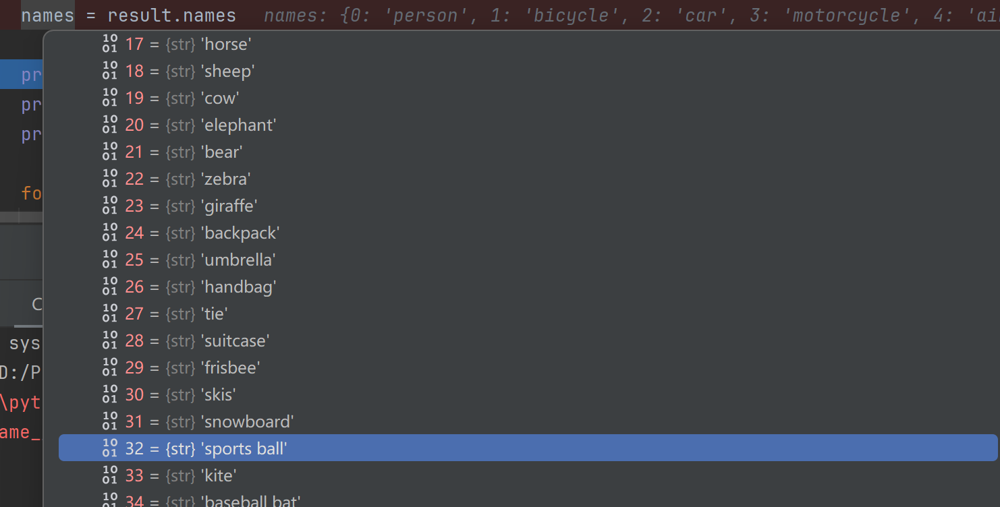 names = result.names names: {0: 'person', 1: 'bicycle', 2: 'car', 3: 'motorcycle', 4: 'ai
17 = {str} 'horse'
pr
18 = {str} 'sheep'
19 = {str} 'cow'
pr
20 = {str} 'elephant'
pr
21 = {str} 'bear'
22 = {str} 'zebra'
fo
23 = {str} 'giraffe'
24 = {str} 'backpack'
25 = {str} 'umbrella'
26 = {str} 'handbag'
C
27 = {str} 'tie'
28 = {str} 'suitcase'
sys
29 = {str} 'frisbee'
D:/P
30 = {str} 'skis'
\pyt
31 = {str} 'snowboard'
ame_
32 = {str} 'sports ball'
33 = {str} 'kite'
34 = {str} 'baseball bat'